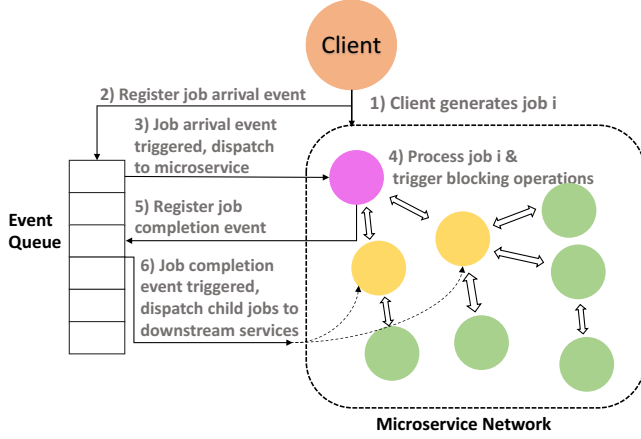 Client
2) Register job arrival event
1) Client generates job i
3) Job arrival event
triggered, dispatch
to microservice
4) Process job i &
trigger blocking operations
Event
Queue
5) Register job
completion event
6) Job completion
event triggered,
dispatch child jobs to
downstream services
Microservice Network